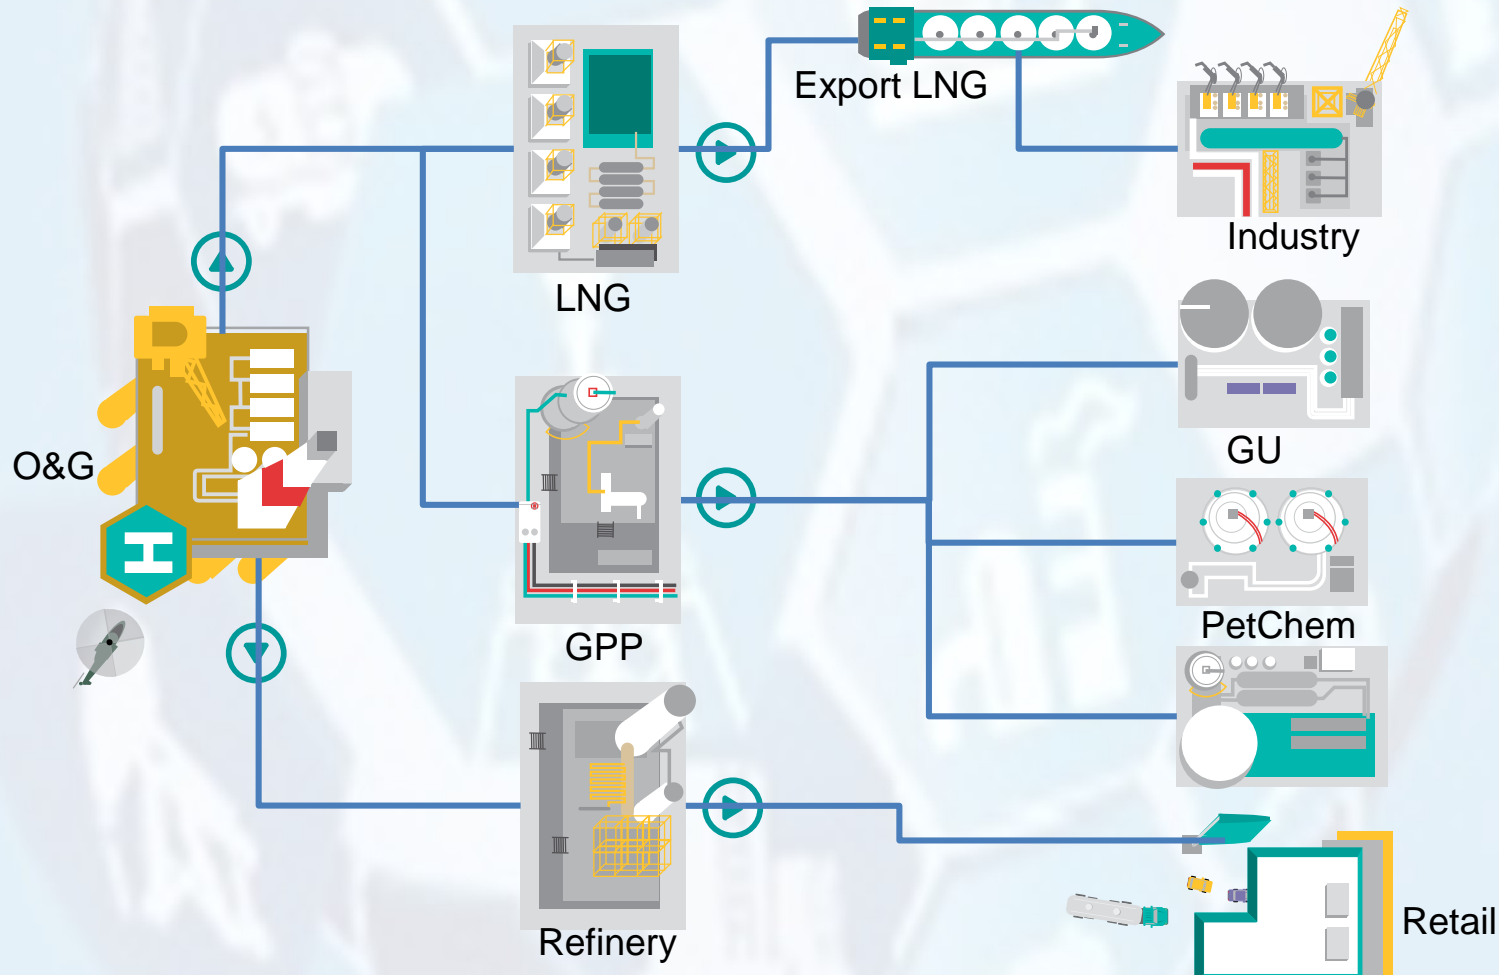 Export LNG
Industry
LNG
O&G
GU
GPP
PetChem
Refinery
Retail